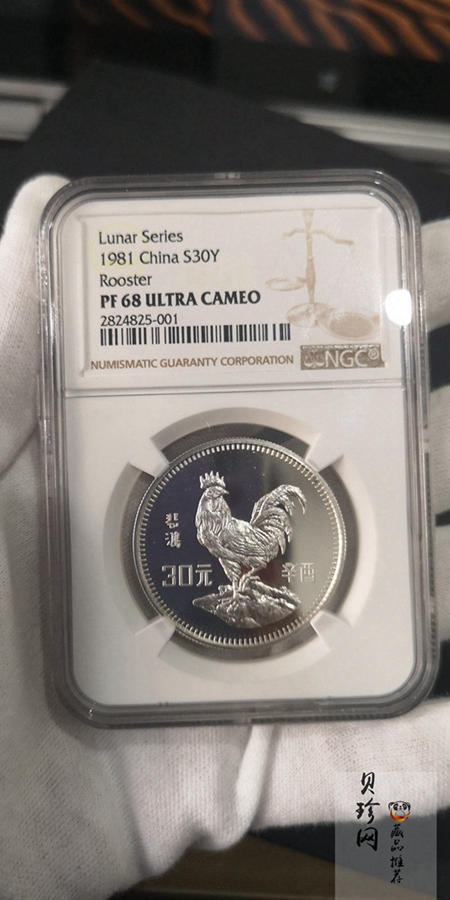 Lunar Series
1981 China S30Y
Rooster
PF 68 ULTRA CAMEO
2824825-001
NUMISMATIC GUARANTY CORPORATION
NGC®
悲鴻
30元
辛酉
贝珍网
藏品推荐